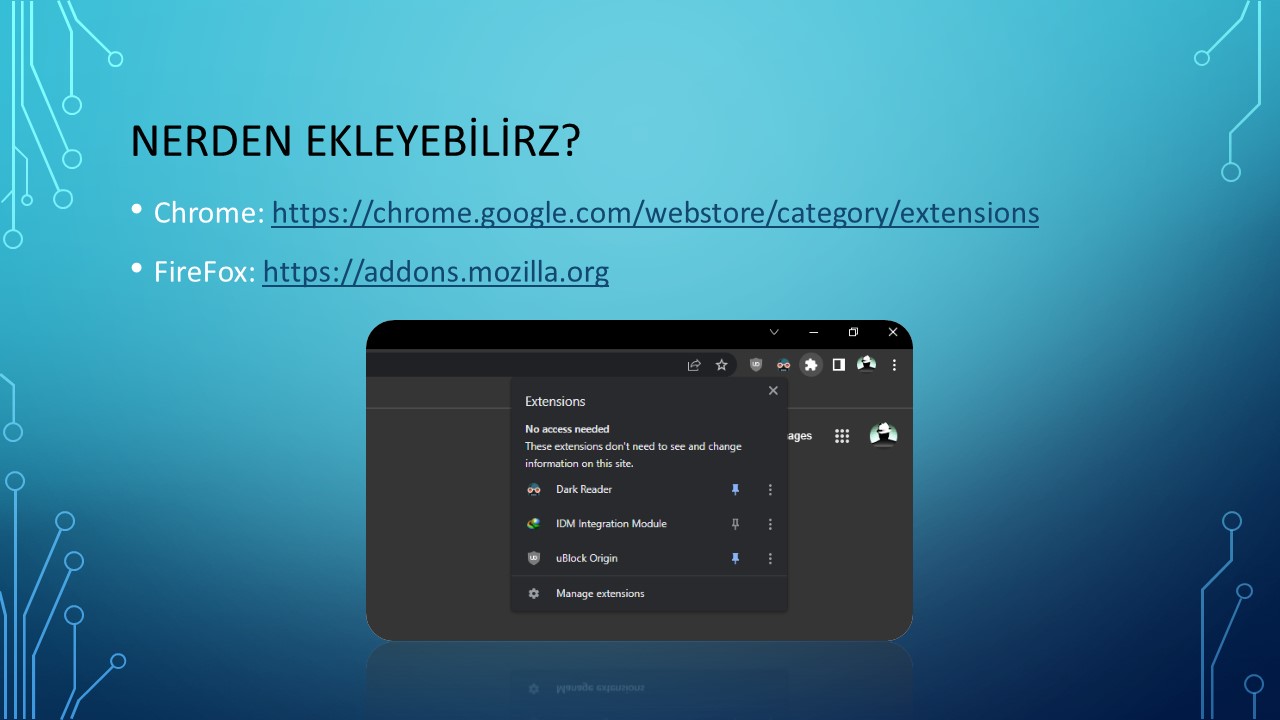 NERDEN EKLEYEBİLİRZ?
• Chrome: https://chrome.google.com/webstore/category/extensions
• FireFox: https://addons.mozilla.org
Extensions
No access needed
These extensions don't need to see and change
information on this site.
ages
Dark Reader
IDM Integration Module
uBlock Origin
Manage extensions
Manage extensions